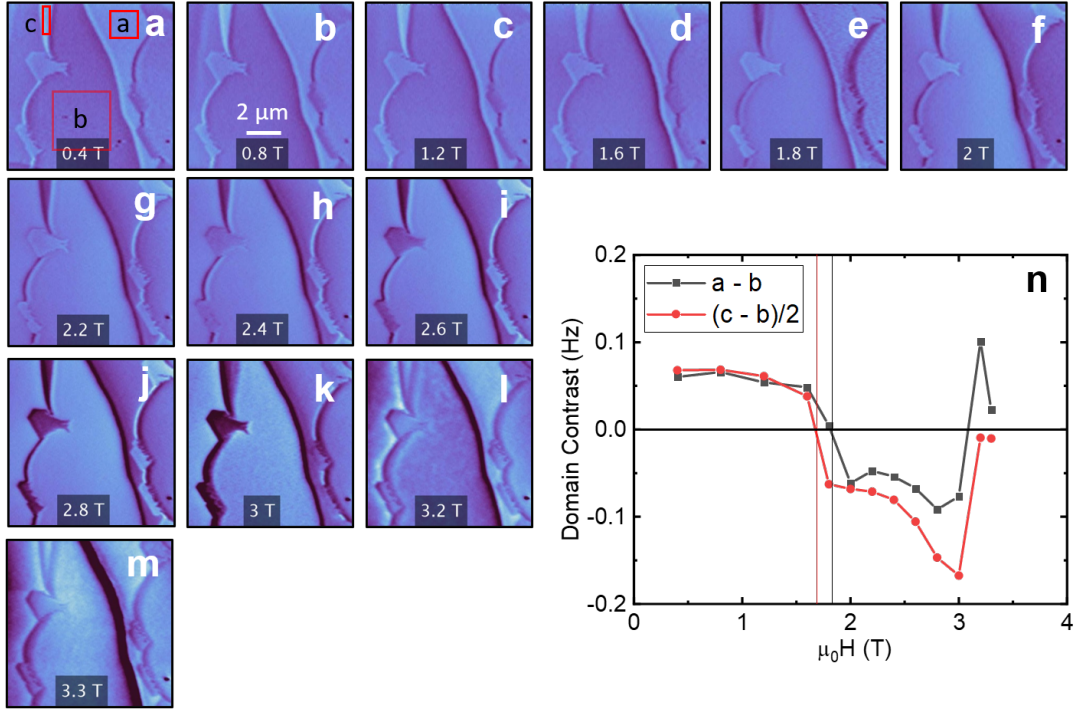 c
a
a
b
0.4 T
b
2 μm
0.8 T
c
1.2 T
d
1.6 T
e
1.8 T
f
2 T
g
2.2 T
h
2.4 T
i
2.6 T
j
2.8 T
k
3 T
l
3.2 T
m
3.3 T
n
a - b
(c - b)/2
Domain Contrast (Hz)
0.2
0.1
0.0
-0.1
-0.2
0 1 2 3 4
μ₀H (T)